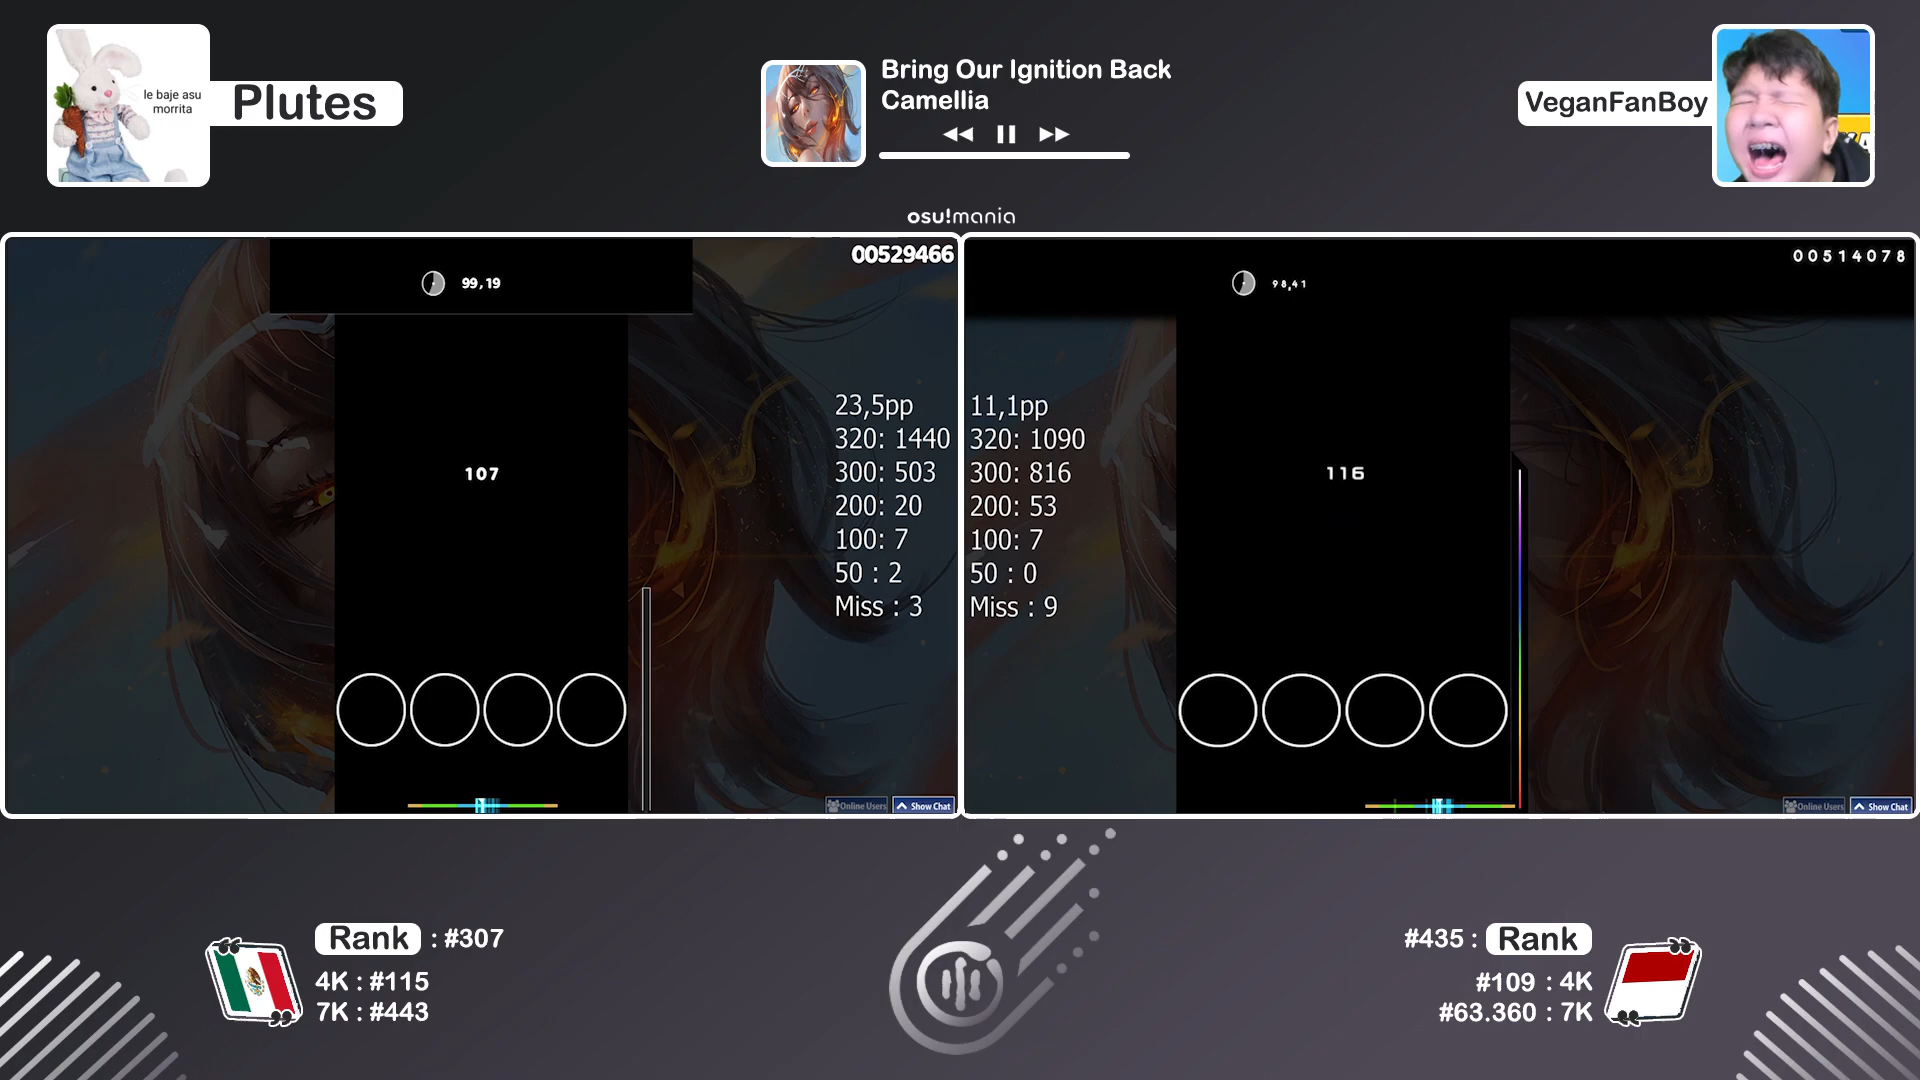 le baje asu
morrita
Plutes
Bring Our Ignition Back
Camellia
VeganFanBoy
osu!mania
99,19
00529466
107
23,5pp
320: 1440
300: 503
200: 20
100: 7
50 : 2
Miss : 3
Online Users
Show Chat
98,41
00514078
11,1pp
320: 1090
300: 816
200: 53
100: 7
50 : 0
Miss : 9
116
Online Users
Show Chat
Rank : #307
4K : #115
7K : #443
#435 : Rank
#109 : 4K
#63.360 : 7K